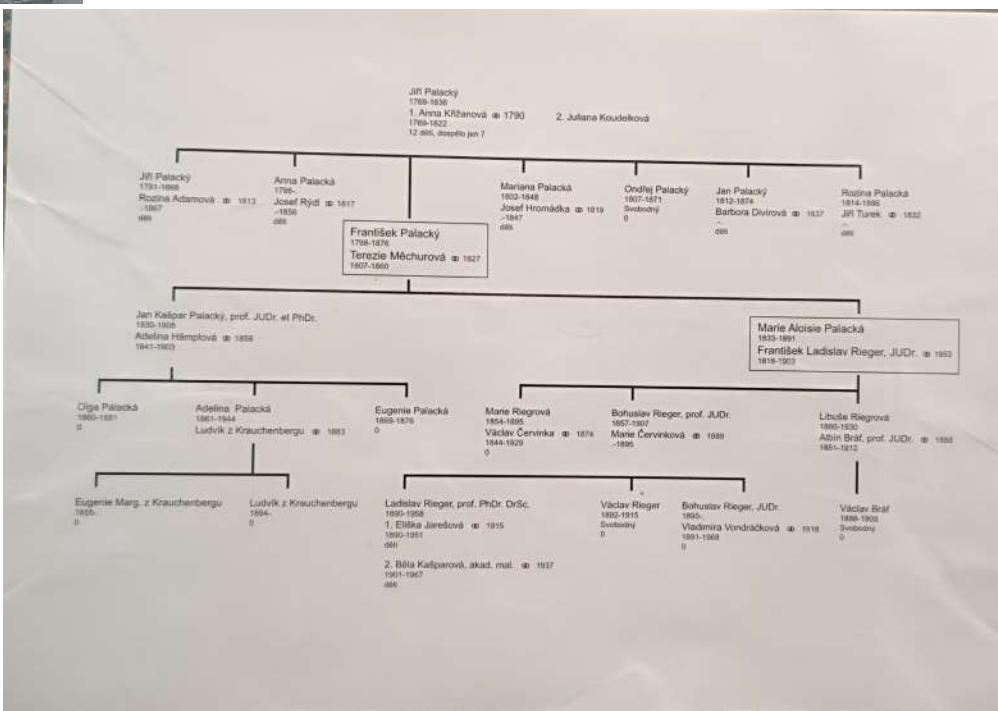 Jiří Palacký
1769-1836
1. Anna Křižanová ⚭ 1790
2. Juliana Koudelková
1769-1822
12 dětí, dospělo jen 7
Jiří Palacký
1791-1868
Rozina Adamová ⚭ 1813
-1867
děti
Anna Palacká
1796-
Josef Rýdl ⚭ 1817
-1856
děti
František Palacký
1798-1876
Terezie Měchurová ⚭ 1827
1807-1860
Mariana Palacká
1802-1848
Josef Hromádka ⚭ 1819
-1847
děti
Ondřej Palacký
1807-1871
Svobodný
0
Jan Palacký
1812-1874
Barbora Divírová ⚭ 1837
děti
Rozina Palacká
1814-1886
Jiří Turek ⚭ 1832
děti
Jan Kašpar Palacký, prof. JUDr. et PhDr.
1830-1908
Adelina Hämplová ⚭ 1859
1841-1903
Marie Aloisie Palacká
1833-1891
František Ladislav Rieger, JUDr. ⚭ 1853
1818-1903
Olga Palacká
1860-1881
0
Adelina Palacká
1861-1944
Ludvík z Krauchenbergu ⚭ 1883
Eugenie Palacká
1869-1876
0
Marie Riegrová
1854-1895
Václav Červinka ⚭ 1874
1844-1929
0
Bohuslav Rieger, prof. JUDr.
1857-1907
Marie Červinková ⚭ 1889
-1895
Libuše Riegrová
1860-1930
Albín Bráf, prof. JUDr. ⚭
1851-1912
Eugenie Marg. z Krauchenbergu
0
Ludvík z Krauchenbergu
1894-
0
Ladislav Rieger, prof. PhDr. DrSc.
1890-1958
1. Eliška Jarešová ⚭ 1915
1890-1951
děti
2. Běla Kašparová, akad. mal. ⚭ 1937
1901-1967
děti
Václav Rieger
1892-1915
Svobodný
0
Bohuslav Rieger, JUDr.
1895-
Vladimíra Vondráčková ⚭ 1918
1891-1968
0
Václav Bráf
Svobodný
0